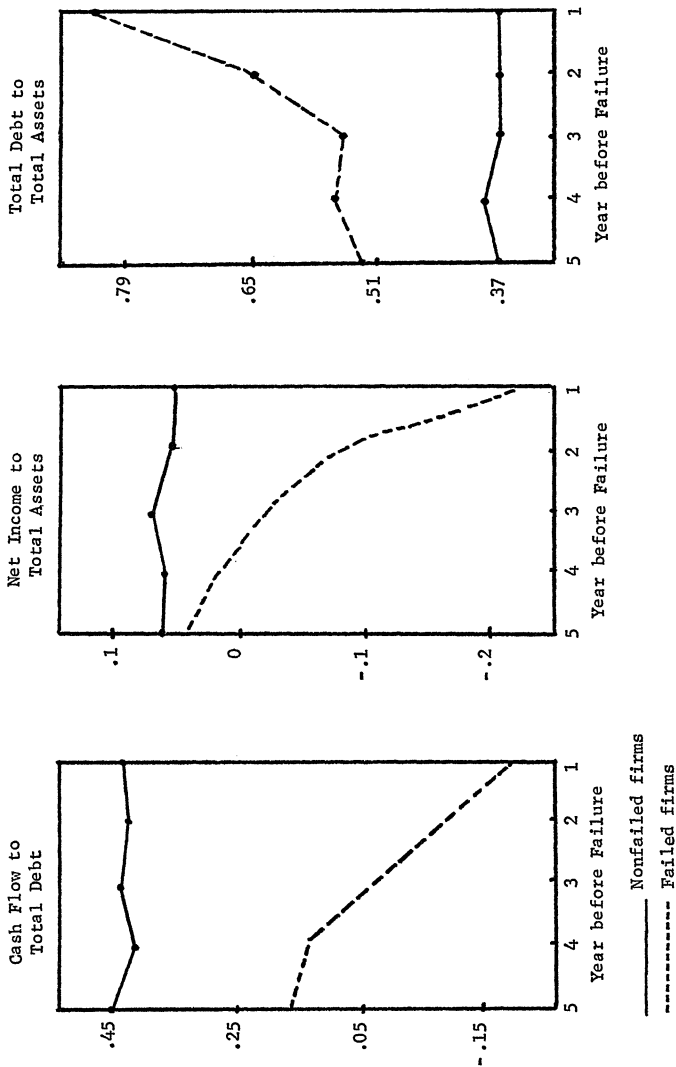 Cash Flow to
Total Debt
.45
.25
.05
-.15
5 4 3 2 1
Year before Failure
Net Income to
Total Assets
.1
0
-.1
-.2
5 4 3 2 1
Year before Failure
Total Debt to
Total Assets
.79
.65
.51
.37
5 4 3 2 1
Year before Failure
Nonfailed firms
Failed firms